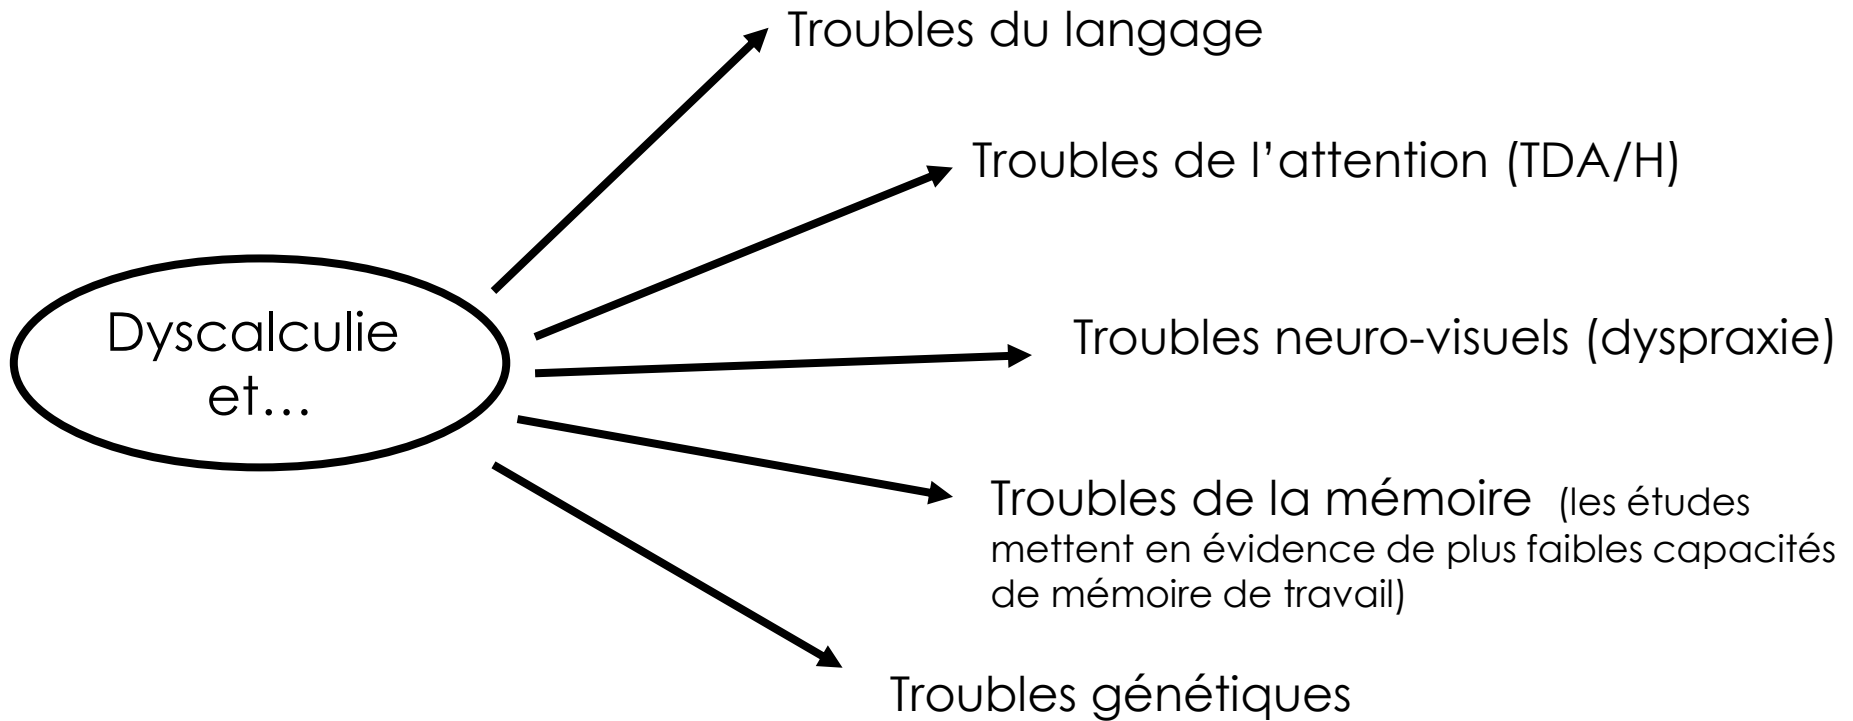 Troubles du langage
Troubles de l’attention (TDA/H)
Dyscalculie
et…
Troubles neuro-visuels (dyspraxie)
Troubles de la mémoire (les études
mettent en évidence de plus faibles capacités
de mémoire de travail)
Troubles génétiques